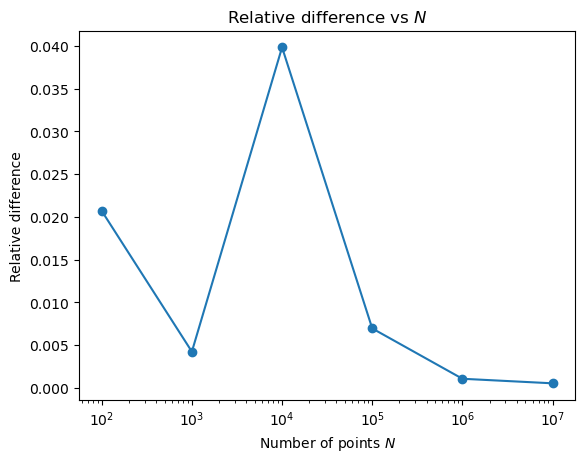 Relative difference vs N
0.040
0.035
0.030
0.025
0.020
0.015
0.010
0.005
0.000
Relative difference
10² 10³ 10⁴ 10⁵ 10⁶ 10⁷
Number of points N